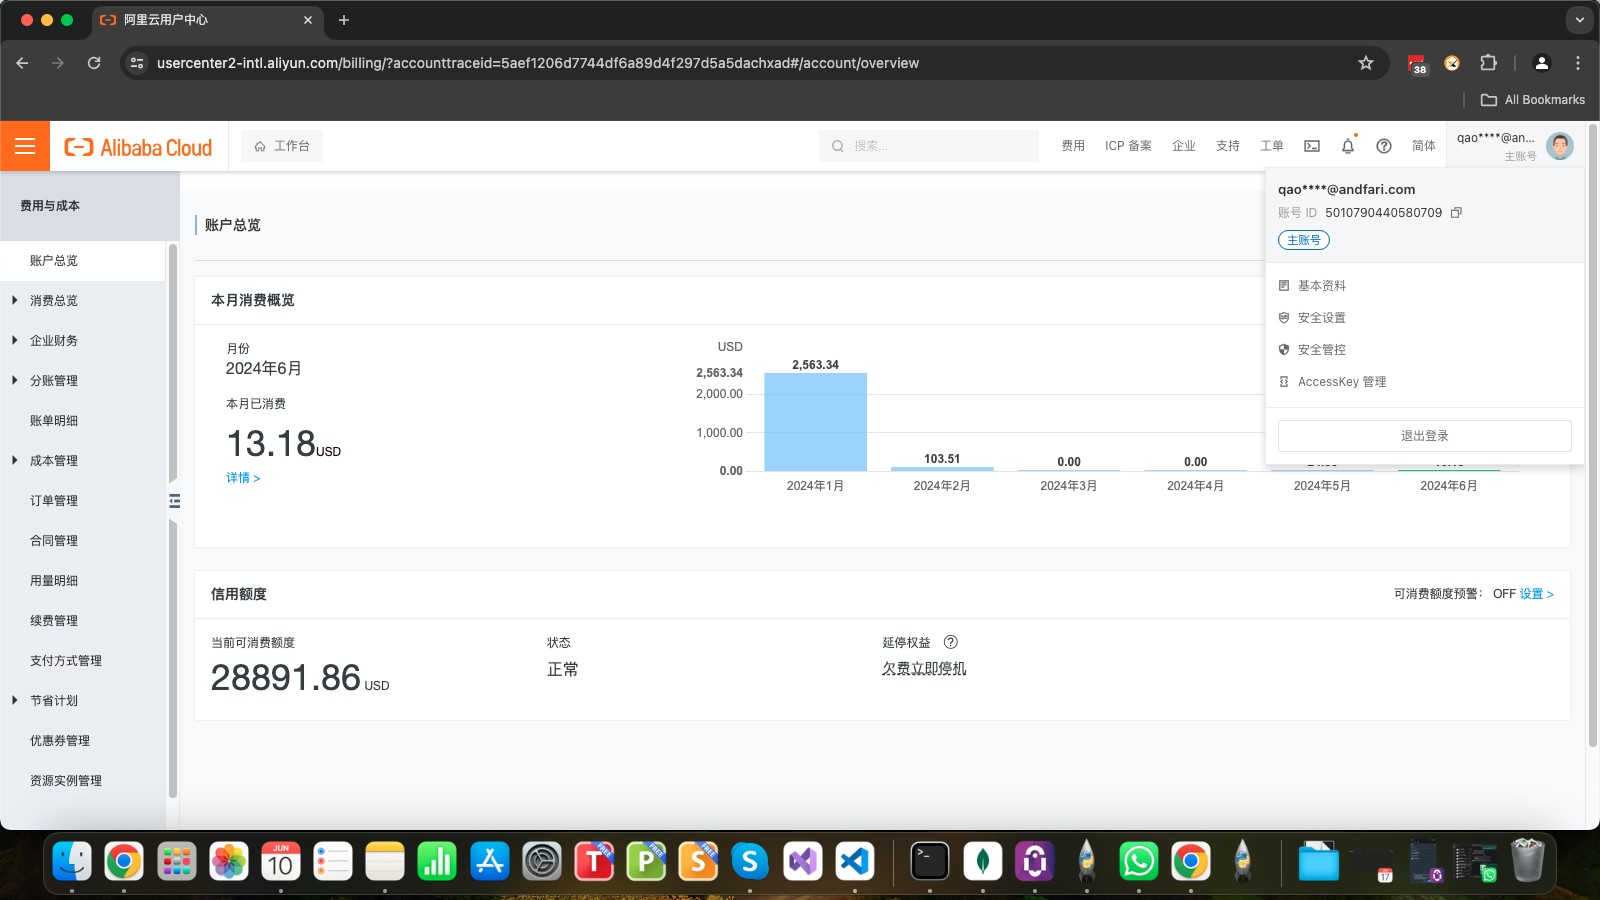 阿里云用户中心
usercenter2-intl.aliyun.com/billing/?accounttraceid=5aef1206d7744df6a89d4f297d5a5dachxad#/account/overview
38
All Bookmarks
Alibaba Cloud
工作台
搜索...
费用
ICP 备案
企业
支持
工单
简体
qao****@an...
主账号
qao****@andfari.com
账号 ID 5010790440580709
主账号
基本资料
安全设置
安全管控
AccessKey 管理
退出登录
费用与成本
账户总览
消费总览
企业财务
分账管理
账单明细
成本管理
订单管理
合同管理
用量明细
续费管理
支付方式管理
节省计划
优惠券管理
资源实例管理
账户总览
本月消费概览
月份
2024年6月
本月已消费
13.18USD
详情 >
USD
2,563.34
2,000.00
1,000.00
0.00
2,563.34
103.51
0.00
0.00
2024年1月
2024年2月
2024年3月
2024年4月
2024年5月
2024年6月
信用额度
可消费额度预警: OFF 设置 >
当前可消费额度
28891.86 USD
状态
正常
延停权益
欠费立即停机
JUN
10
T
FREE
P
FREE
S
FREE
17